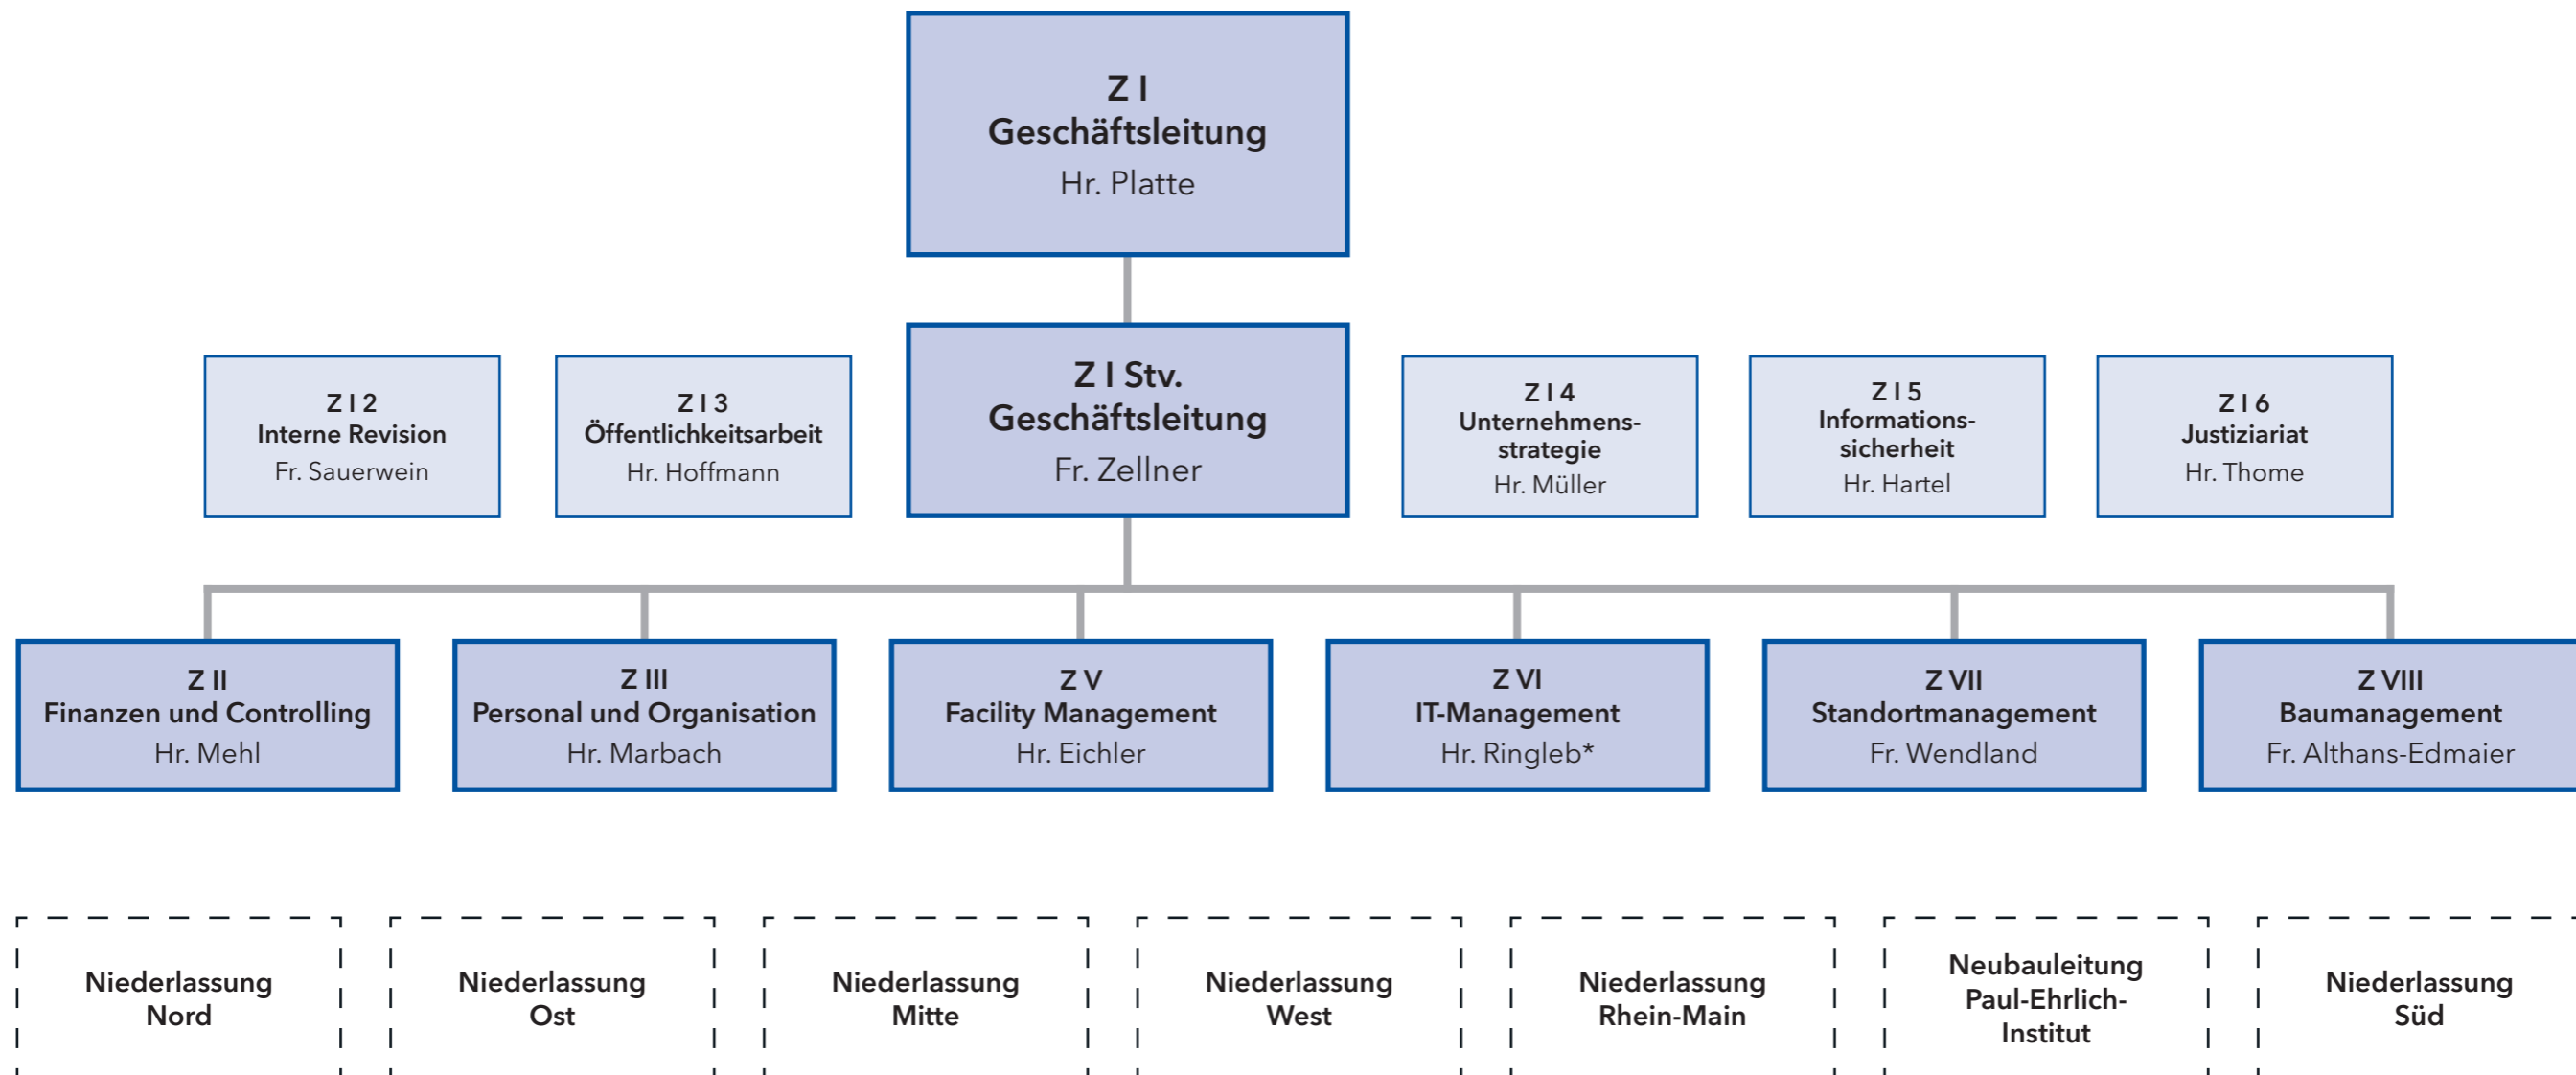 Z I
Geschäftsleitung
Hr. Platte
Z I 2
Interne Revision
Fr. Sauerwein
Z I 3
Öffentlichkeitsarbeit
Hr. Hoffmann
Z I Stv.
Geschäftsleitung
Fr. Zellner
Z I 4
Unternehmens-
strategie
Hr. Müller
Z I 5
Informations-
sicherheit
Hr. Hartel
Z I 6
Justiziariat
Hr. Thome
Z II
Finanzen und Controlling
Hr. Mehl
Z III
Personal und Organisation
Hr. Marbach
Z V
Facility Management
Hr. Eichler
Z VI
IT-Management
Hr. Ringleb*
Z VII
Standortmanagement
Fr. Wendland
Z VIII
Baumanagement
Fr. Althans-Edmaier
Niederlassung
Nord
Niederlassung
Ost
Niederlassung
Mitte
Niederlassung
West
Niederlassung
Rhein-Main
Neubauleitung
Paul-Ehrlich-
Institut
Niederlassung
Süd